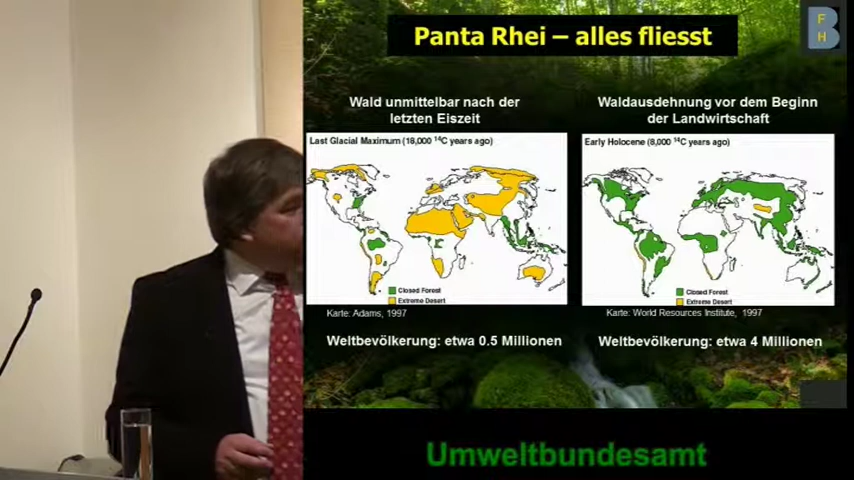 Panta Rhei – alles fliesst
F
B
H
Wald unmittelbar nach der
letzten Eiszeit
Waldausdehnung vor dem Beginn
der Landwirtschaft
Last Glacial Maximum (18,000 ¹⁴C years ago)
Early Holocene (8,000 ¹⁴C years ago)
Closed Forest
Extreme Desert
Closed Forest
Extreme Desert
Karte: Adams, 1997
Karte: World Resources Institute, 1997
Weltbevölkerung: etwa 0.5 Millionen
Weltbevölkerung: etwa 4 Millionen
Umweltbundesamt